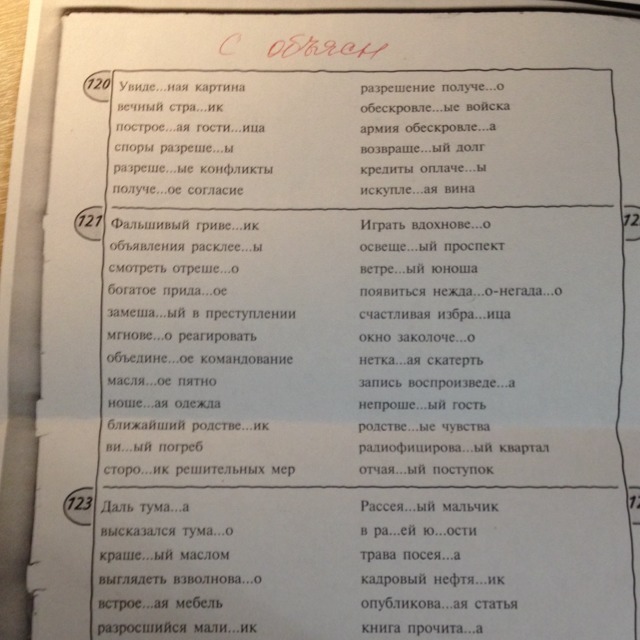 с объясн
120
Увиде...ная картина
вечный стра...ик
построе...ая гости...ица
споры разреше...ы
разреше...ые конфликты
получе...ое согласие
разрешение получе...о
обескровле...ые войска
армия обескровле...а
возвраще...ый долг
кредиты оплаче...ы
искупле...ая вина
121
Фальшивый гриве...ик
объявления расклее...ы
смотреть отреше...о
богатое прида...ое
замеша...ый в преступлении
мгнове...о реагировать
объедине...ое командование
масля...ое пятно
ноше...ая одежда
ближайший родстве...ик
ви...ый погреб
сторо...ик решительных мер
Играть вдохнове...о
освеще...ый проспект
ветре...ый юноша
появиться нежда...о-негада...о
счастливая избра...ица
окно заколоче...о
нетка...ая скатерть
запись воспроизведе...а
непроше...ый гость
родстве...ые чувства
радиофицирова...ый квартал
отчая...ый поступок
12
123
Даль тума...а
высказался тума...о
краше...ый маслом
выглядеть взволнова...о
встрое...ая мебель
разросшийся мали...ик
Рассея...ый мальчик
в ра...ей ю...ости
трава посея...а
кадровый нефтя...ик
опубликова...ая статья
книга прочита...а
12